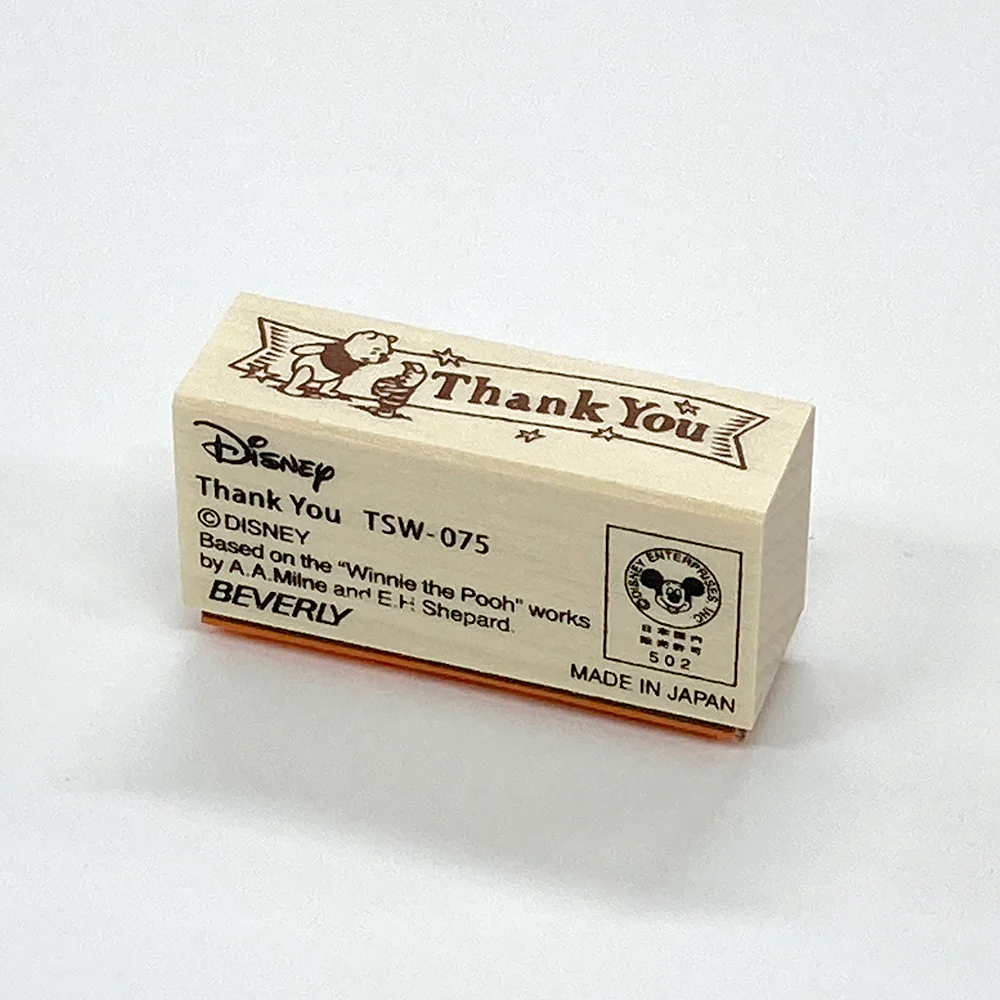 Thank You
Disney
Thank You TSW-075
©DISNEY
Based on the "Winnie the Pooh" works
by A.A.Milne and E.H. Shepard.
BEVERLY
©DISNEY ENTERPRISES INC
日本国内
販売許可
502
MADE IN JAPAN